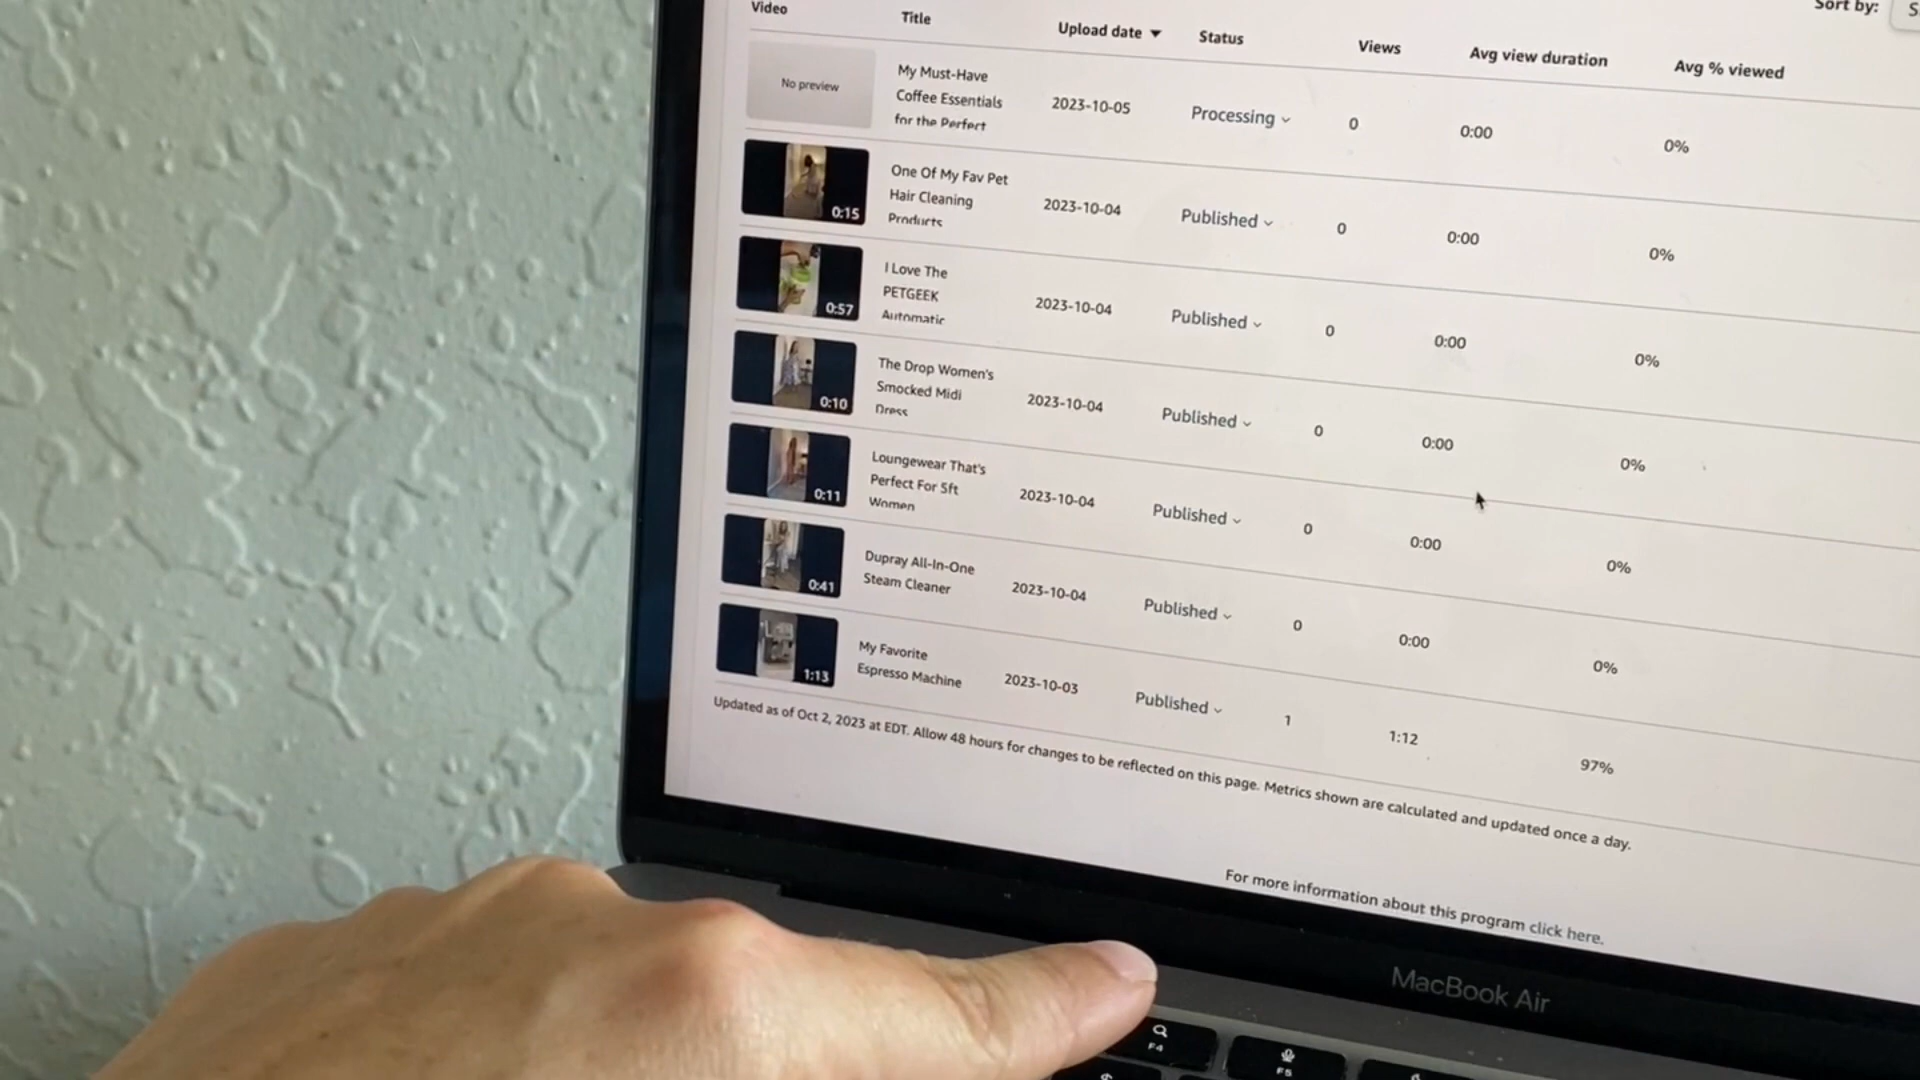 Sort by:
Video Title Upload date Status Views Avg view duration Avg % viewed
No preview
My Must-Have
Coffee Essentials
for the Perfect
2023-10-05 Processing 0 0:00 0%
0:15
One Of My Fav Pet
Hair Cleaning
Products
2023-10-04 Published 0 0:00 0%
0:57
I Love The
PETGEEK
Automatic
2023-10-04 Published 0 0:00 0%
0:10
The Drop Women's
Smocked Midi
Dress
2023-10-04 Published 0 0:00 0%
0:11
Loungewear That's
Perfect For 5ft
Women
2023-10-04 Published 0 0:00 0%
0:41
Dupray All-In-One
Steam Cleaner
2023-10-04 Published 0 0:00 0%
1:13
My Favorite
Espresso Machine
2023-10-03 Published 1 1:12 97%
Updated as of Oct 2, 2023 at EDT. Allow 48 hours for changes to be reflected on this page. Metrics shown are calculated and updated once a day.
For more information about this program click here.
MacBook Air
F4
F5